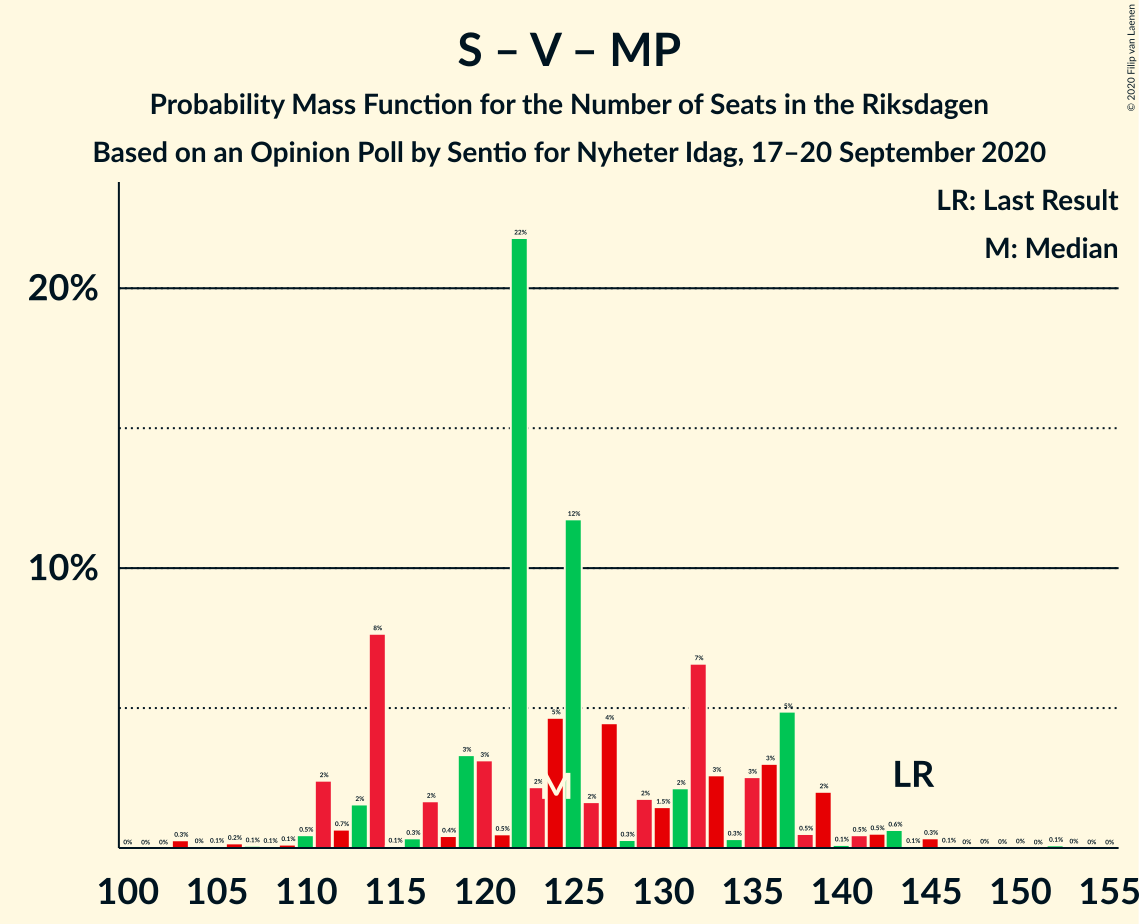 S – V – MP
Probability Mass Function for the Number of Seats in the Riksdagen
Based on an Opinion Poll by Sentio for Nyheter Idag, 17–20 September 2020
© 2020 Filip van Laenen
LR: Last Result
M: Median
20%
10%
0% 0% 0% 0.3% 0% 0.1% 0.2% 0.1% 0.1% 0.1% 0.5% 2% 0.7% 2% 8% 0.1% 0.3% 2% 0.4% 3% 3% 0.5% 22% 2% 5% 12% 2% 4% 0.3% 2% 1.5% 2% 7% 3% 0.3% 3% 3% 5% 0.5% 2% 0.1% 0.5% 0.5% 0.6% 0.1% 0.3% 0.1% 0% 0% 0% 0% 0% 0.1% 0% 0% 0%
M
LR
100 105 110 115 120 125 130 135 140 145 150 155